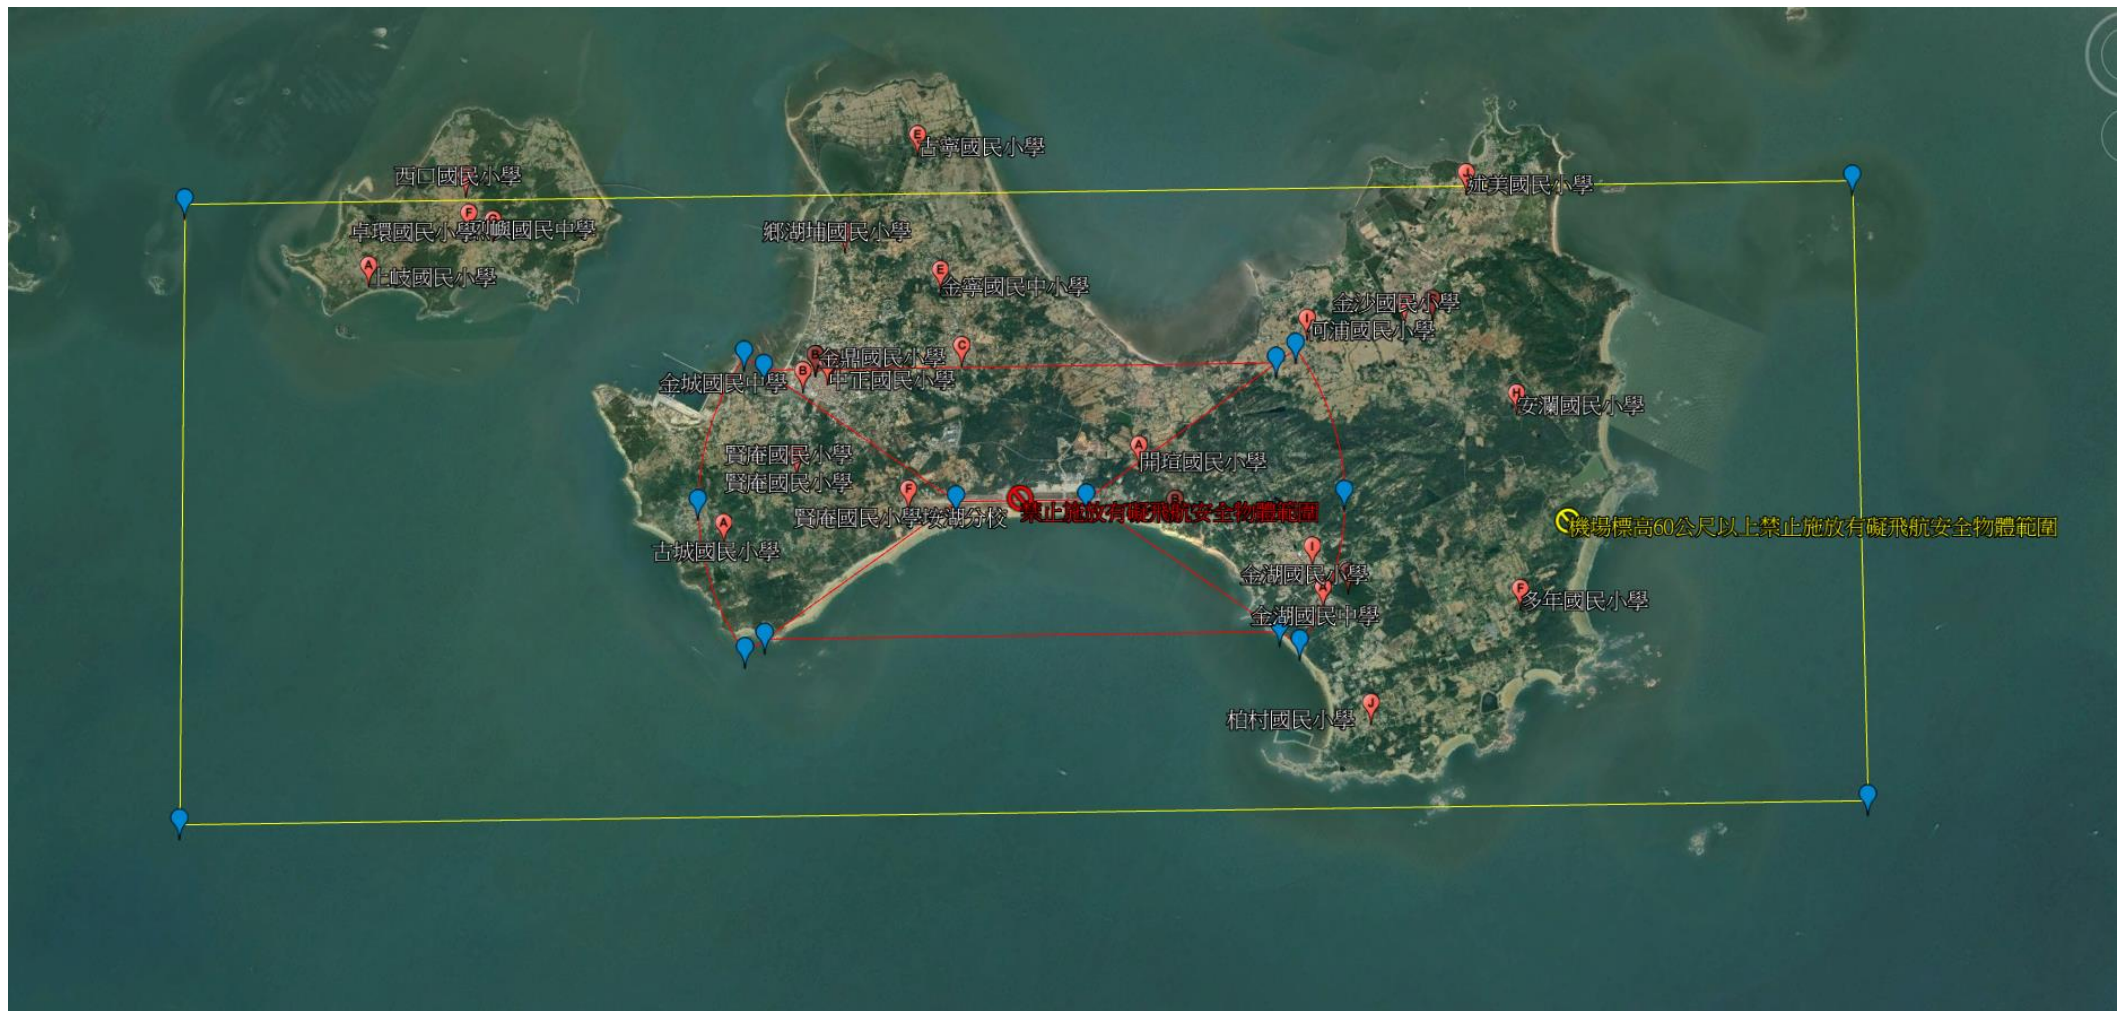 古寧國民小學
西口國民小學
述美國民小學
卓環國民小學
烈嶼國民中學
鄉湖埔國民小學
上岐國民小學
金寧國民中小學
金沙國民小學
何浦國民小學
金鼎國民小學
金城國民中學
中正國民小學
安瀾國民小學
賢庵國民小學
開瑄國民小學
賢庵國民小學
賢庵國民小學垵湖分校
禁止施放有礙飛航安全物體範圍
機場標高60公尺以上禁止施放有礙飛航安全物體範圍
古城國民小學
金湖國民小學
多年國民小學
金湖國民中學
柏村國民小學